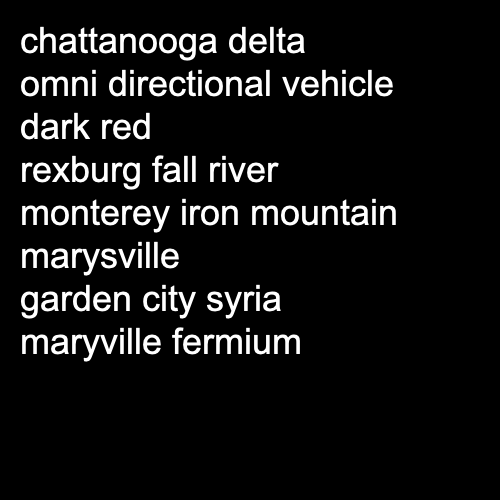 chattanooga delta
omni directional vehicle
dark red
rexburg fall river
monterey iron mountain
marysville
garden city syria
maryville fermium